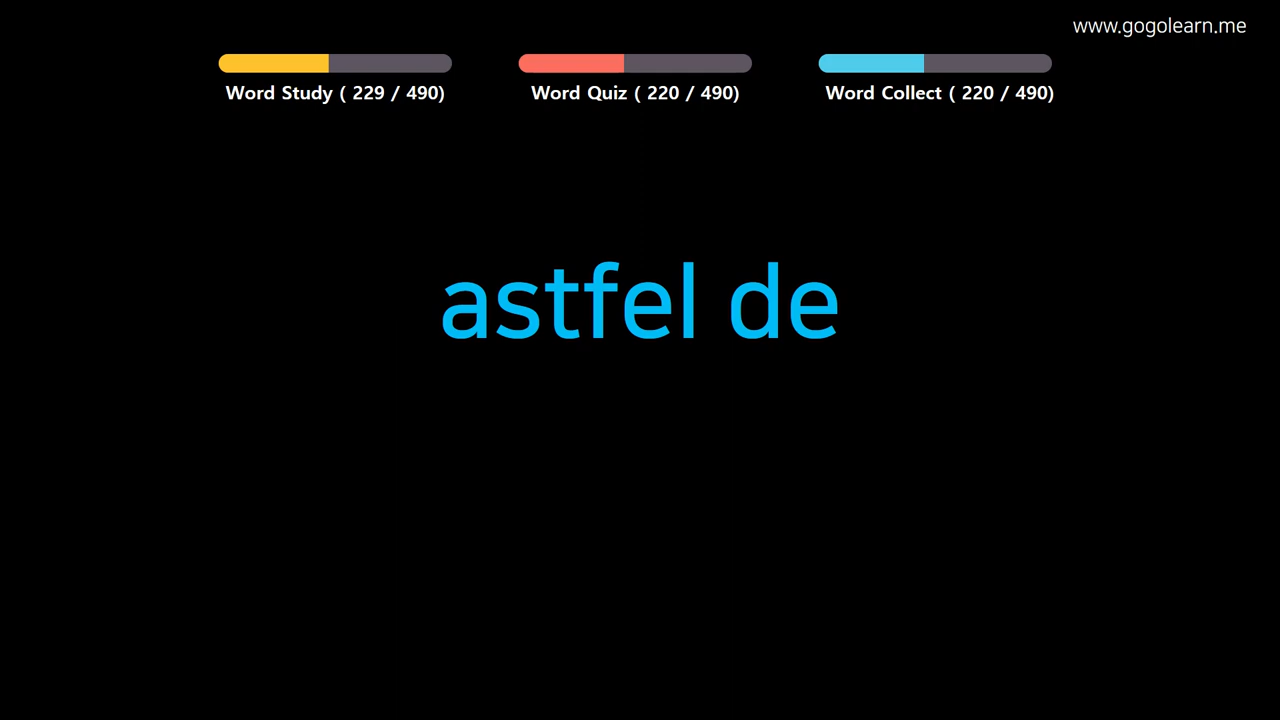 www.gogolearn.me
Word Study ( 229 / 490)
Word Quiz ( 220 / 490)
Word Collect ( 220 / 490)
astfel de